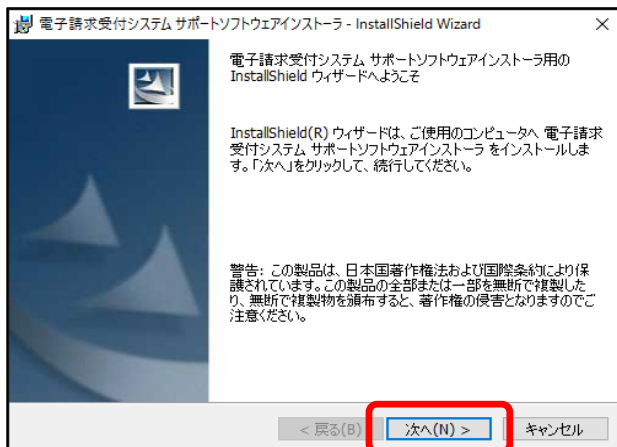 電子請求受付システム サポートソフトウェアインストーラ - InstallShield Wizard
電子請求受付システム サポートソフトウェアインストーラ用の
InstallShield ウィザードへようこそ
InstallShield(R) ウィザードは、ご使用のコンピュータへ 電子請求
受付システム サポートソフトウェアインストーラ をインストールしま
す。「次へ」をクリックして、続行してください。
警告: この製品は、日本国著作権法および国際条約により保
護されています。この製品の全部または一部を無断で複製した
り、無断で複製物を頒布すると、著作権の侵害となりますのでご
注意ください。
< 戻る(B)
次へ(N) >
キャンセル